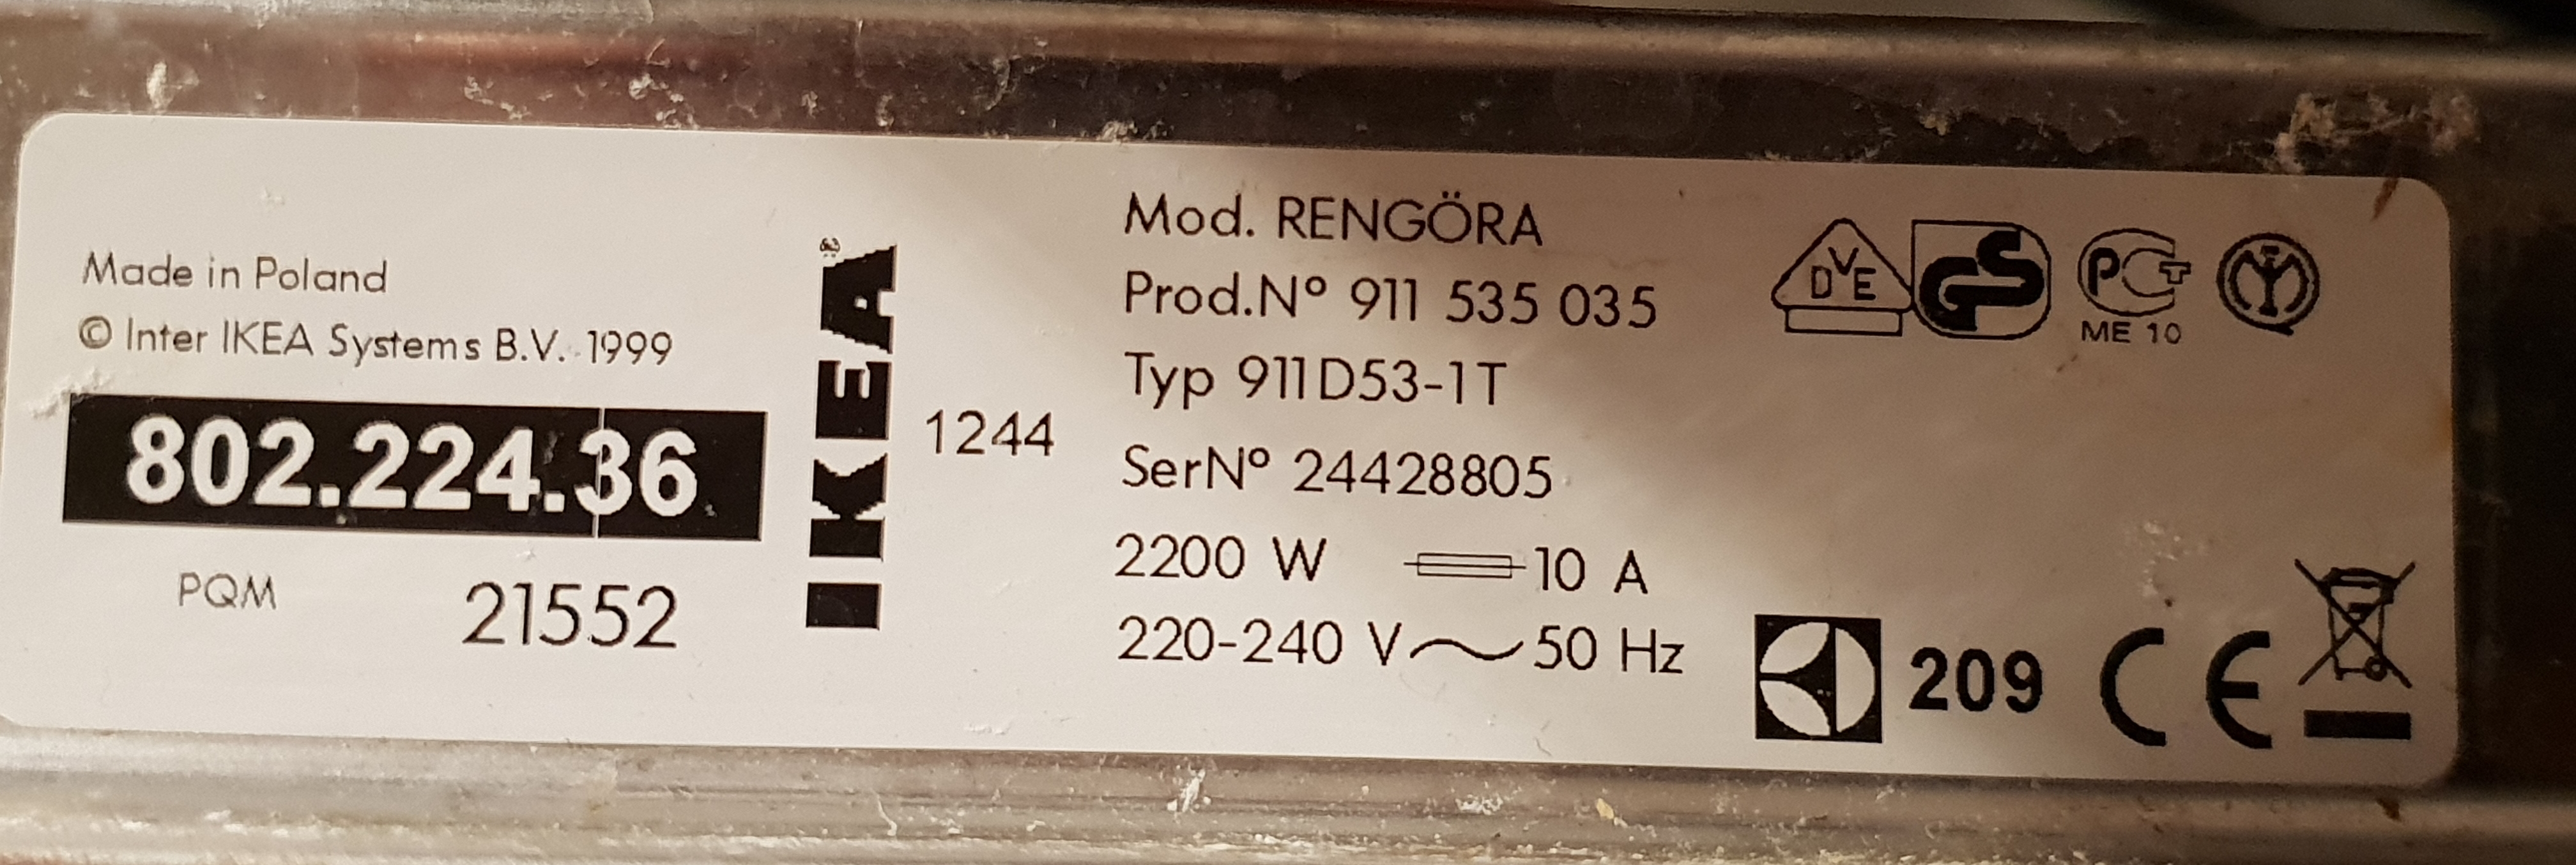 Made in Poland
© Inter IKEA Systems B.V. 1999
802.224.36
PQM 21552
IKEA
1244
Mod. RENGÖRA
Prod.N° 911 535 035
Typ 911D53-1T
SerN° 24428805
2200 W 10 A
220-240 V~50 Hz
DVE
GS
PCT
ME 10
209
CE